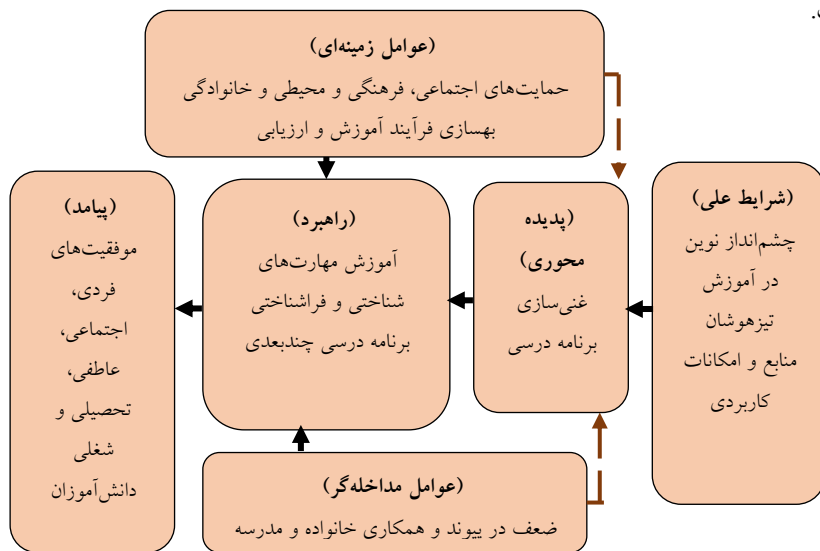 (عوامل زمینه‌ای)
حمایت‌های اجتماعی، فرهنگی و محیطی و خانوادگی
بهسازی فرآیند آموزش و ارزیابی
(شرایط علی)
چشم‌انداز نوین
در آموزش
تیزهوشان
منابع و امکانات
کاربردی
(پدیده
محوری)
غنی‌سازی
برنامه درسی
(راهبرد)
آموزش مهارت‌های
شناختی و فراشناختی
برنامه درسی چندبعدی
(پیامد)
موفقیت‌های
فردی،
اجتماعی،
عاطفی،
تحصیلی و
شغلی
دانش‌آموزان
(عوامل مداخله‌گر)
ضعف در پیوند و همکاری خانواده و مدرسه